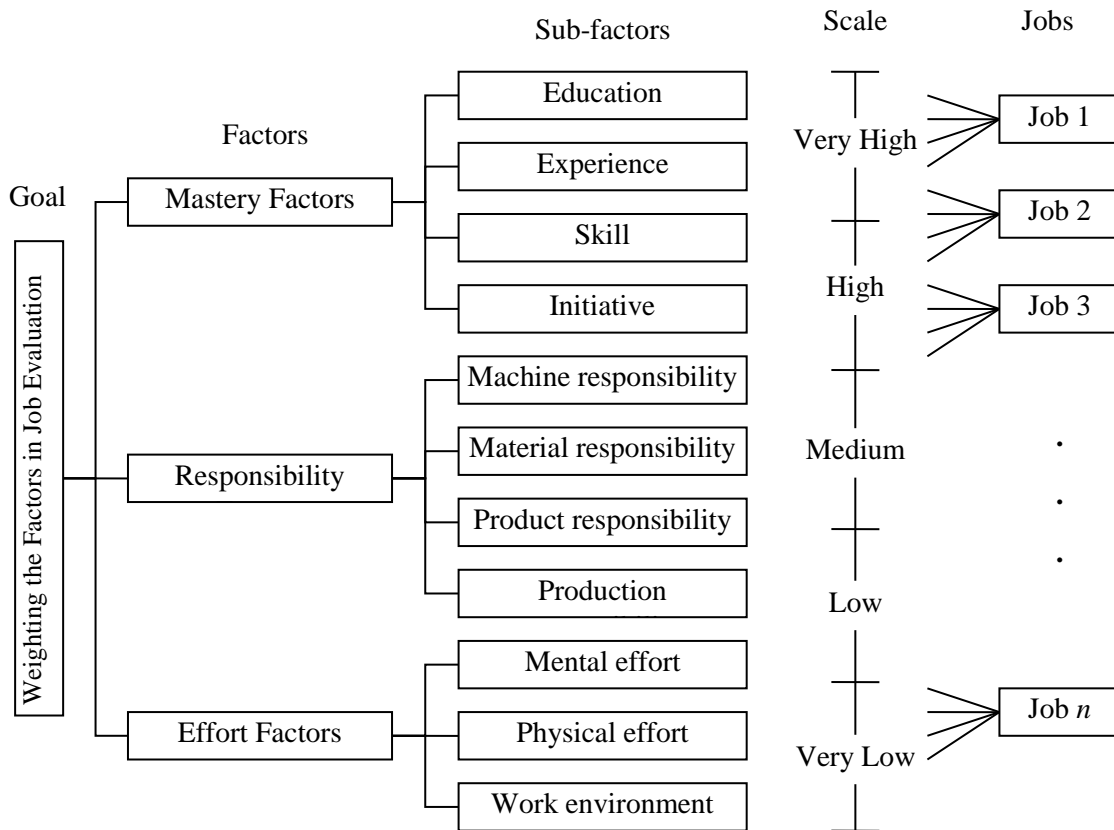 Goal
Weighting the Factors in Job Evaluation
Factors
Mastery Factors
Responsibility
Effort Factors
Sub-factors
Education
Experience
Skill
Initiative
Machine responsibility
Material responsibility
Product responsibility
Production
Mental effort
Physical effort
Work environment
Scale
Very High
High
Medium
Low
Very Low
Jobs
Job 1
Job 2
Job 3
.
.
.
Job n